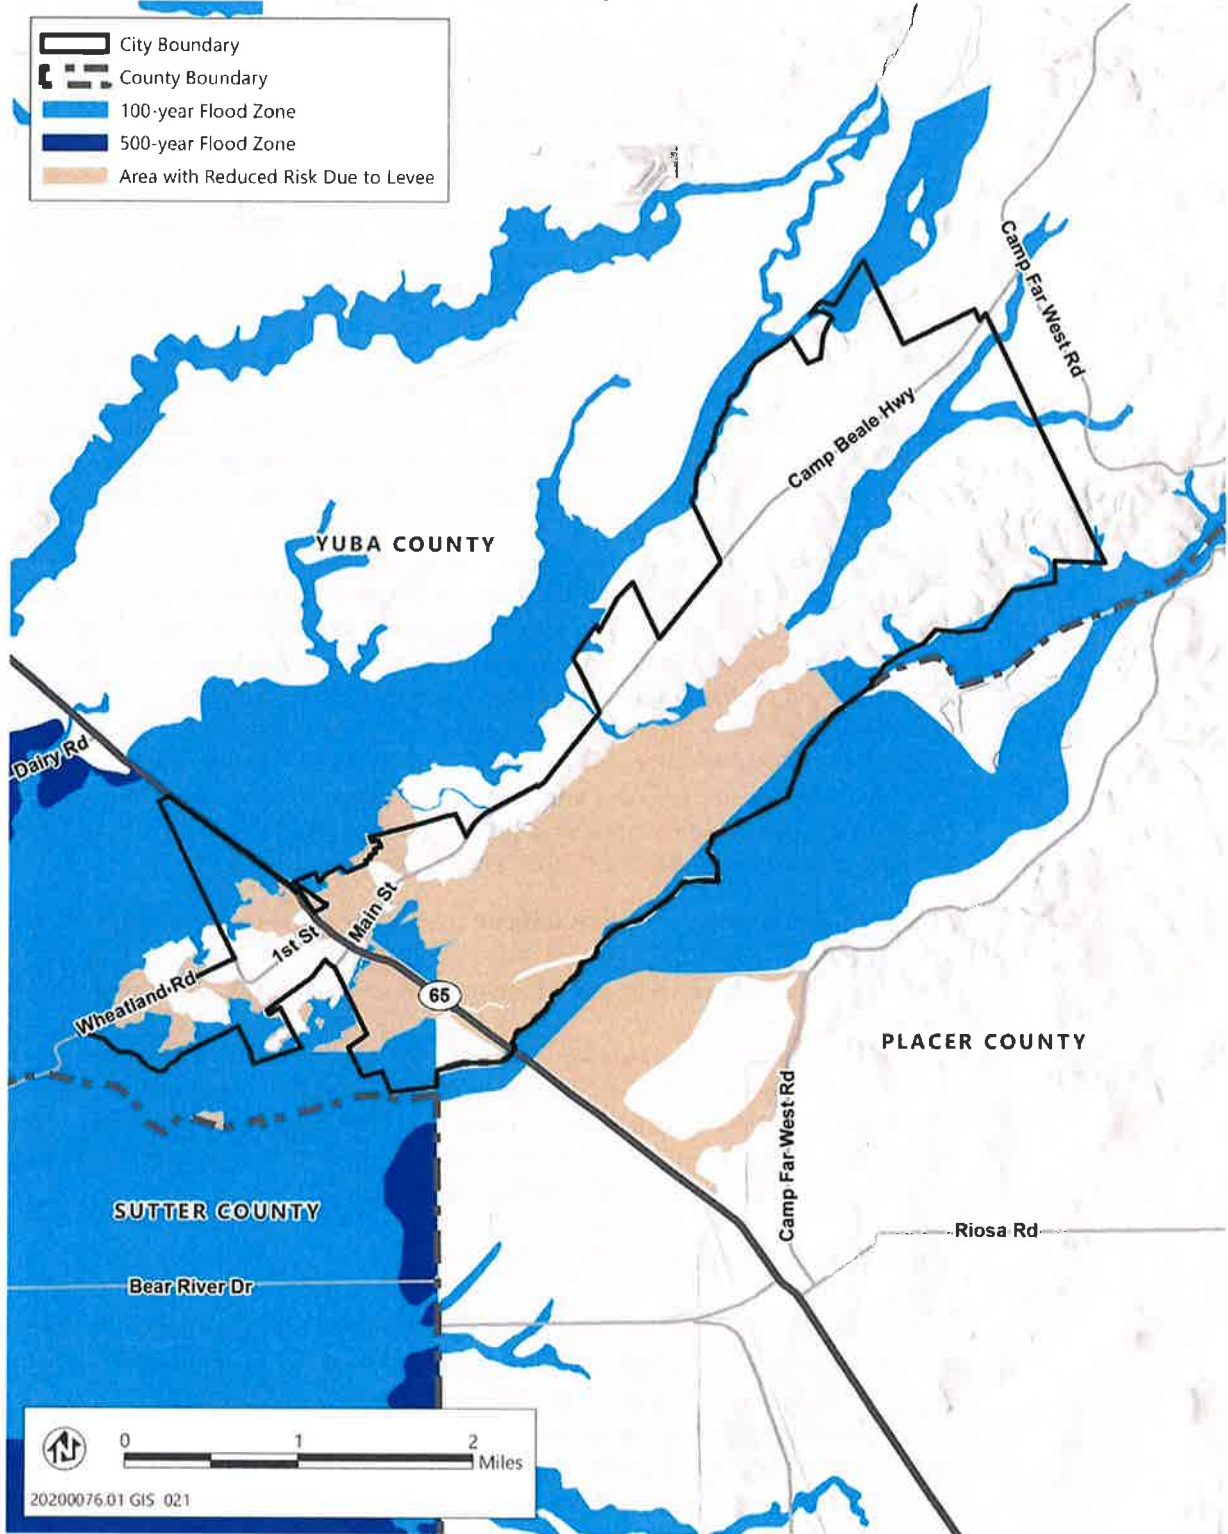 City Boundary
County Boundary
100-year Flood Zone
500-year Flood Zone
Area with Reduced Risk Due to Levee
Camp Far West Rd
Camp Beale Hwy
YUBA COUNTY
Dairy Rd
Main St
1st St
Wheatland Rd
65
PLACER COUNTY
Camp Far West Rd
SUTTER COUNTY
Riosa Rd
Bear River Dr
0 1 2
Miles
20200076.01 GIS 021